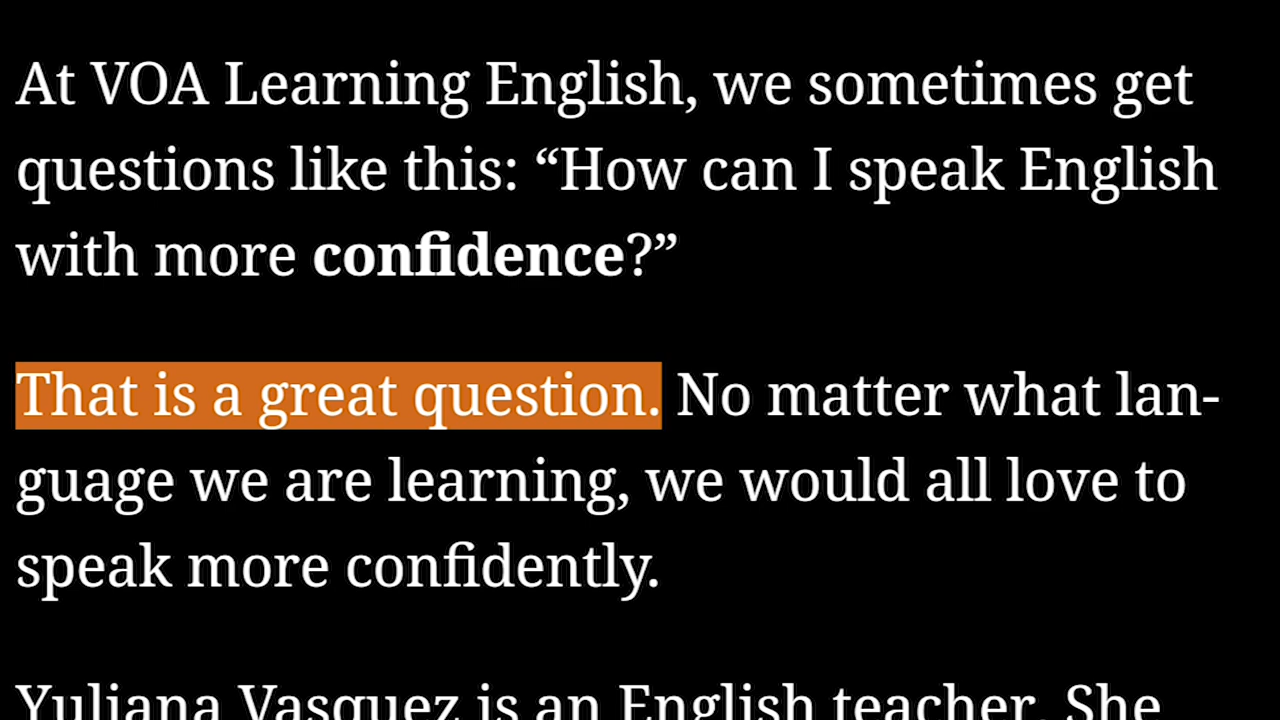 At VOA Learning English, we sometimes get
questions like this: “How can I speak English
with more confidence?”
That is a great question. No matter what lan-
guage we are learning, we would all love to
speak more confidently.
Yuliana Vasquez is an English teacher. She